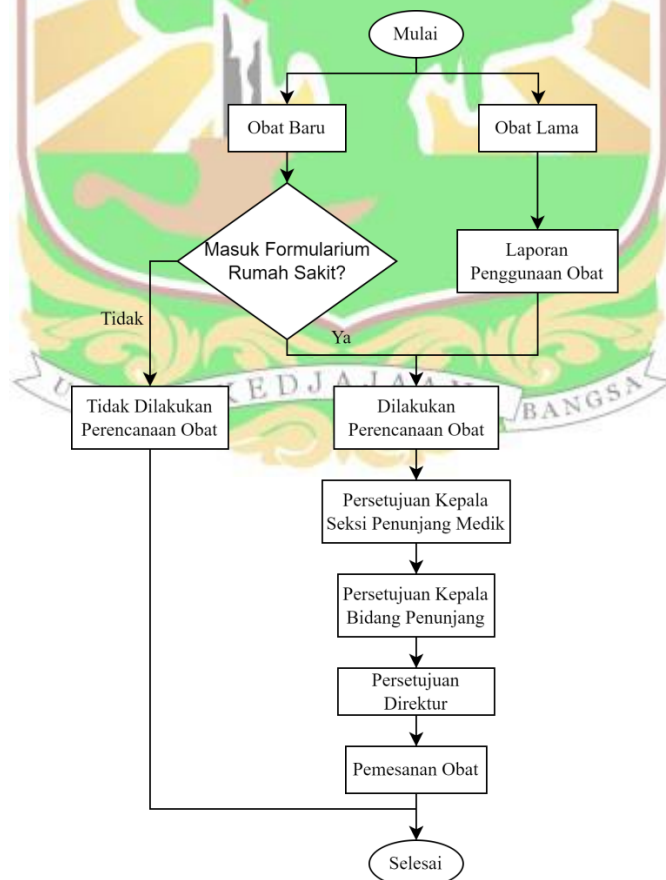 Mulai
Obat Baru
Obat Lama
Masuk Formularium
Rumah Sakit?
Laporan
Penggunaan Obat
Tidak
Ya
KEDJAJAAN
BANGSA
Tidak Dilakukan
Perencanaan Obat
Dilakukan
Perencanaan Obat
Persetujuan Kepala
Seksi Penunjang Medik
Persetujuan Kepala
Bidang Penunjang
Persetujuan
Direktur
Pemesanan Obat
Selesai